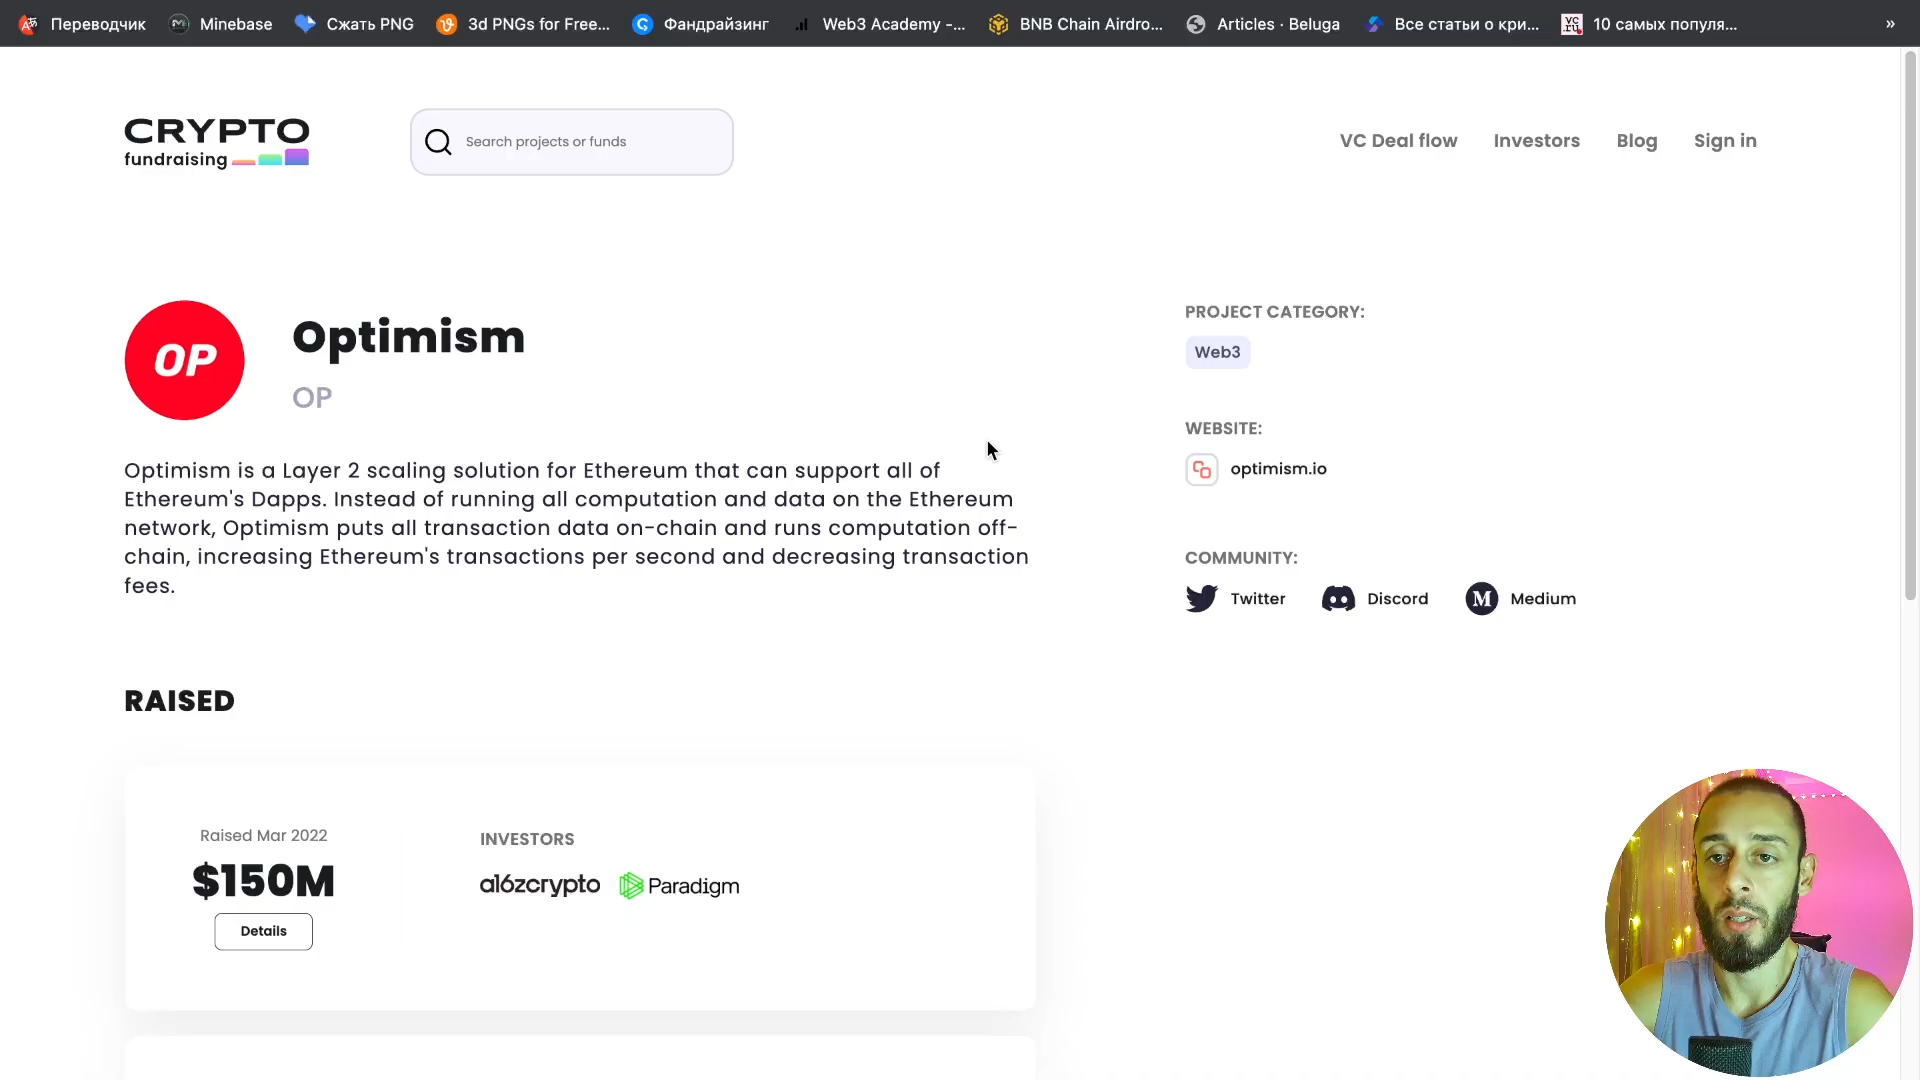 Переводчик
Minebase
Сжать PNG
3d PNGs for Free...
Фандрайзинг
Web3 Academy -...
BNB Chain Airdro...
Articles · Beluga
Все статьи о кри...
10 самых популя...
»
CRYPTO
fundraising
Search projects or funds
VC Deal flow
Investors
Blog
Sign in
OP
Optimism
OP
Optimism is a Layer 2 scaling solution for Ethereum that can support all of
Ethereum's Dapps. Instead of running all computation and data on the Ethereum
network, Optimism puts all transaction data on-chain and runs computation off-
chain, increasing Ethereum's transactions per second and decreasing transaction
fees.
PROJECT CATEGORY:
Web3
WEBSITE:
optimism.io
COMMUNITY:
Twitter
Discord
M Medium
RAISED
Raised Mar 2022
$150M
Details
INVESTORS
a16zcrypto
Paradigm